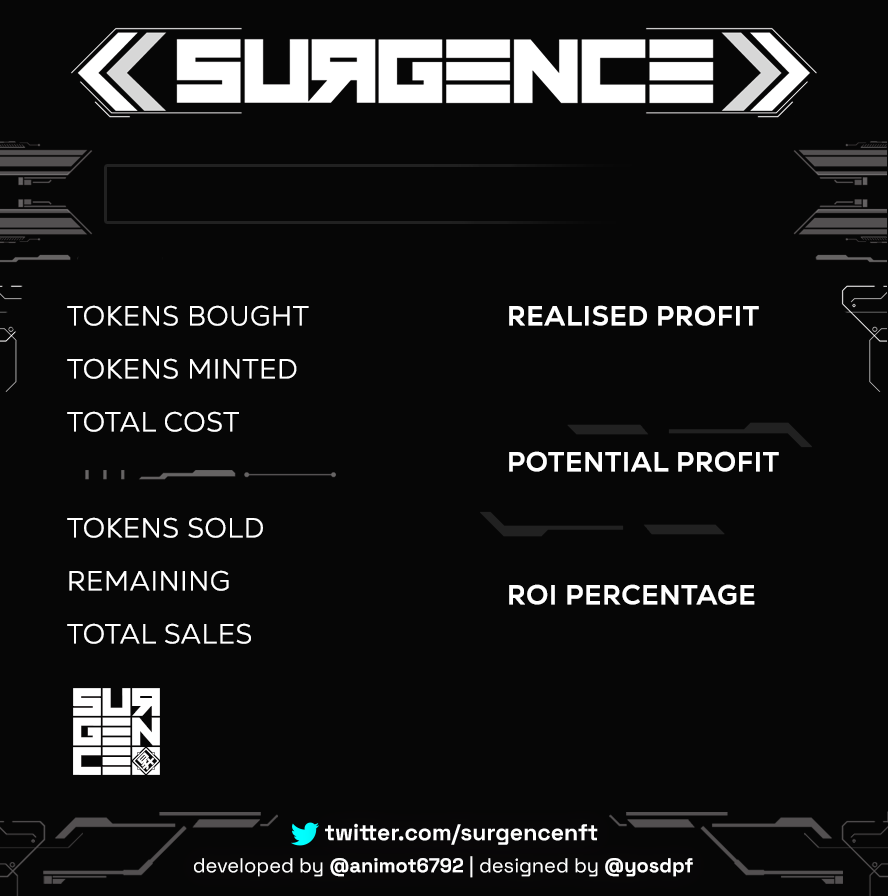 SURGENCE
TOKENS BOUGHT
TOKENS MINTED
TOTAL COST
TOKENS SOLD
REMAINING
TOTAL SALES
REALISED PROFIT
POTENTIAL PROFIT
ROI PERCENTAGE
SUR
GEN
CE
twitter.com/surgencenft
developed by @animot6792 | designed by @yosdpf